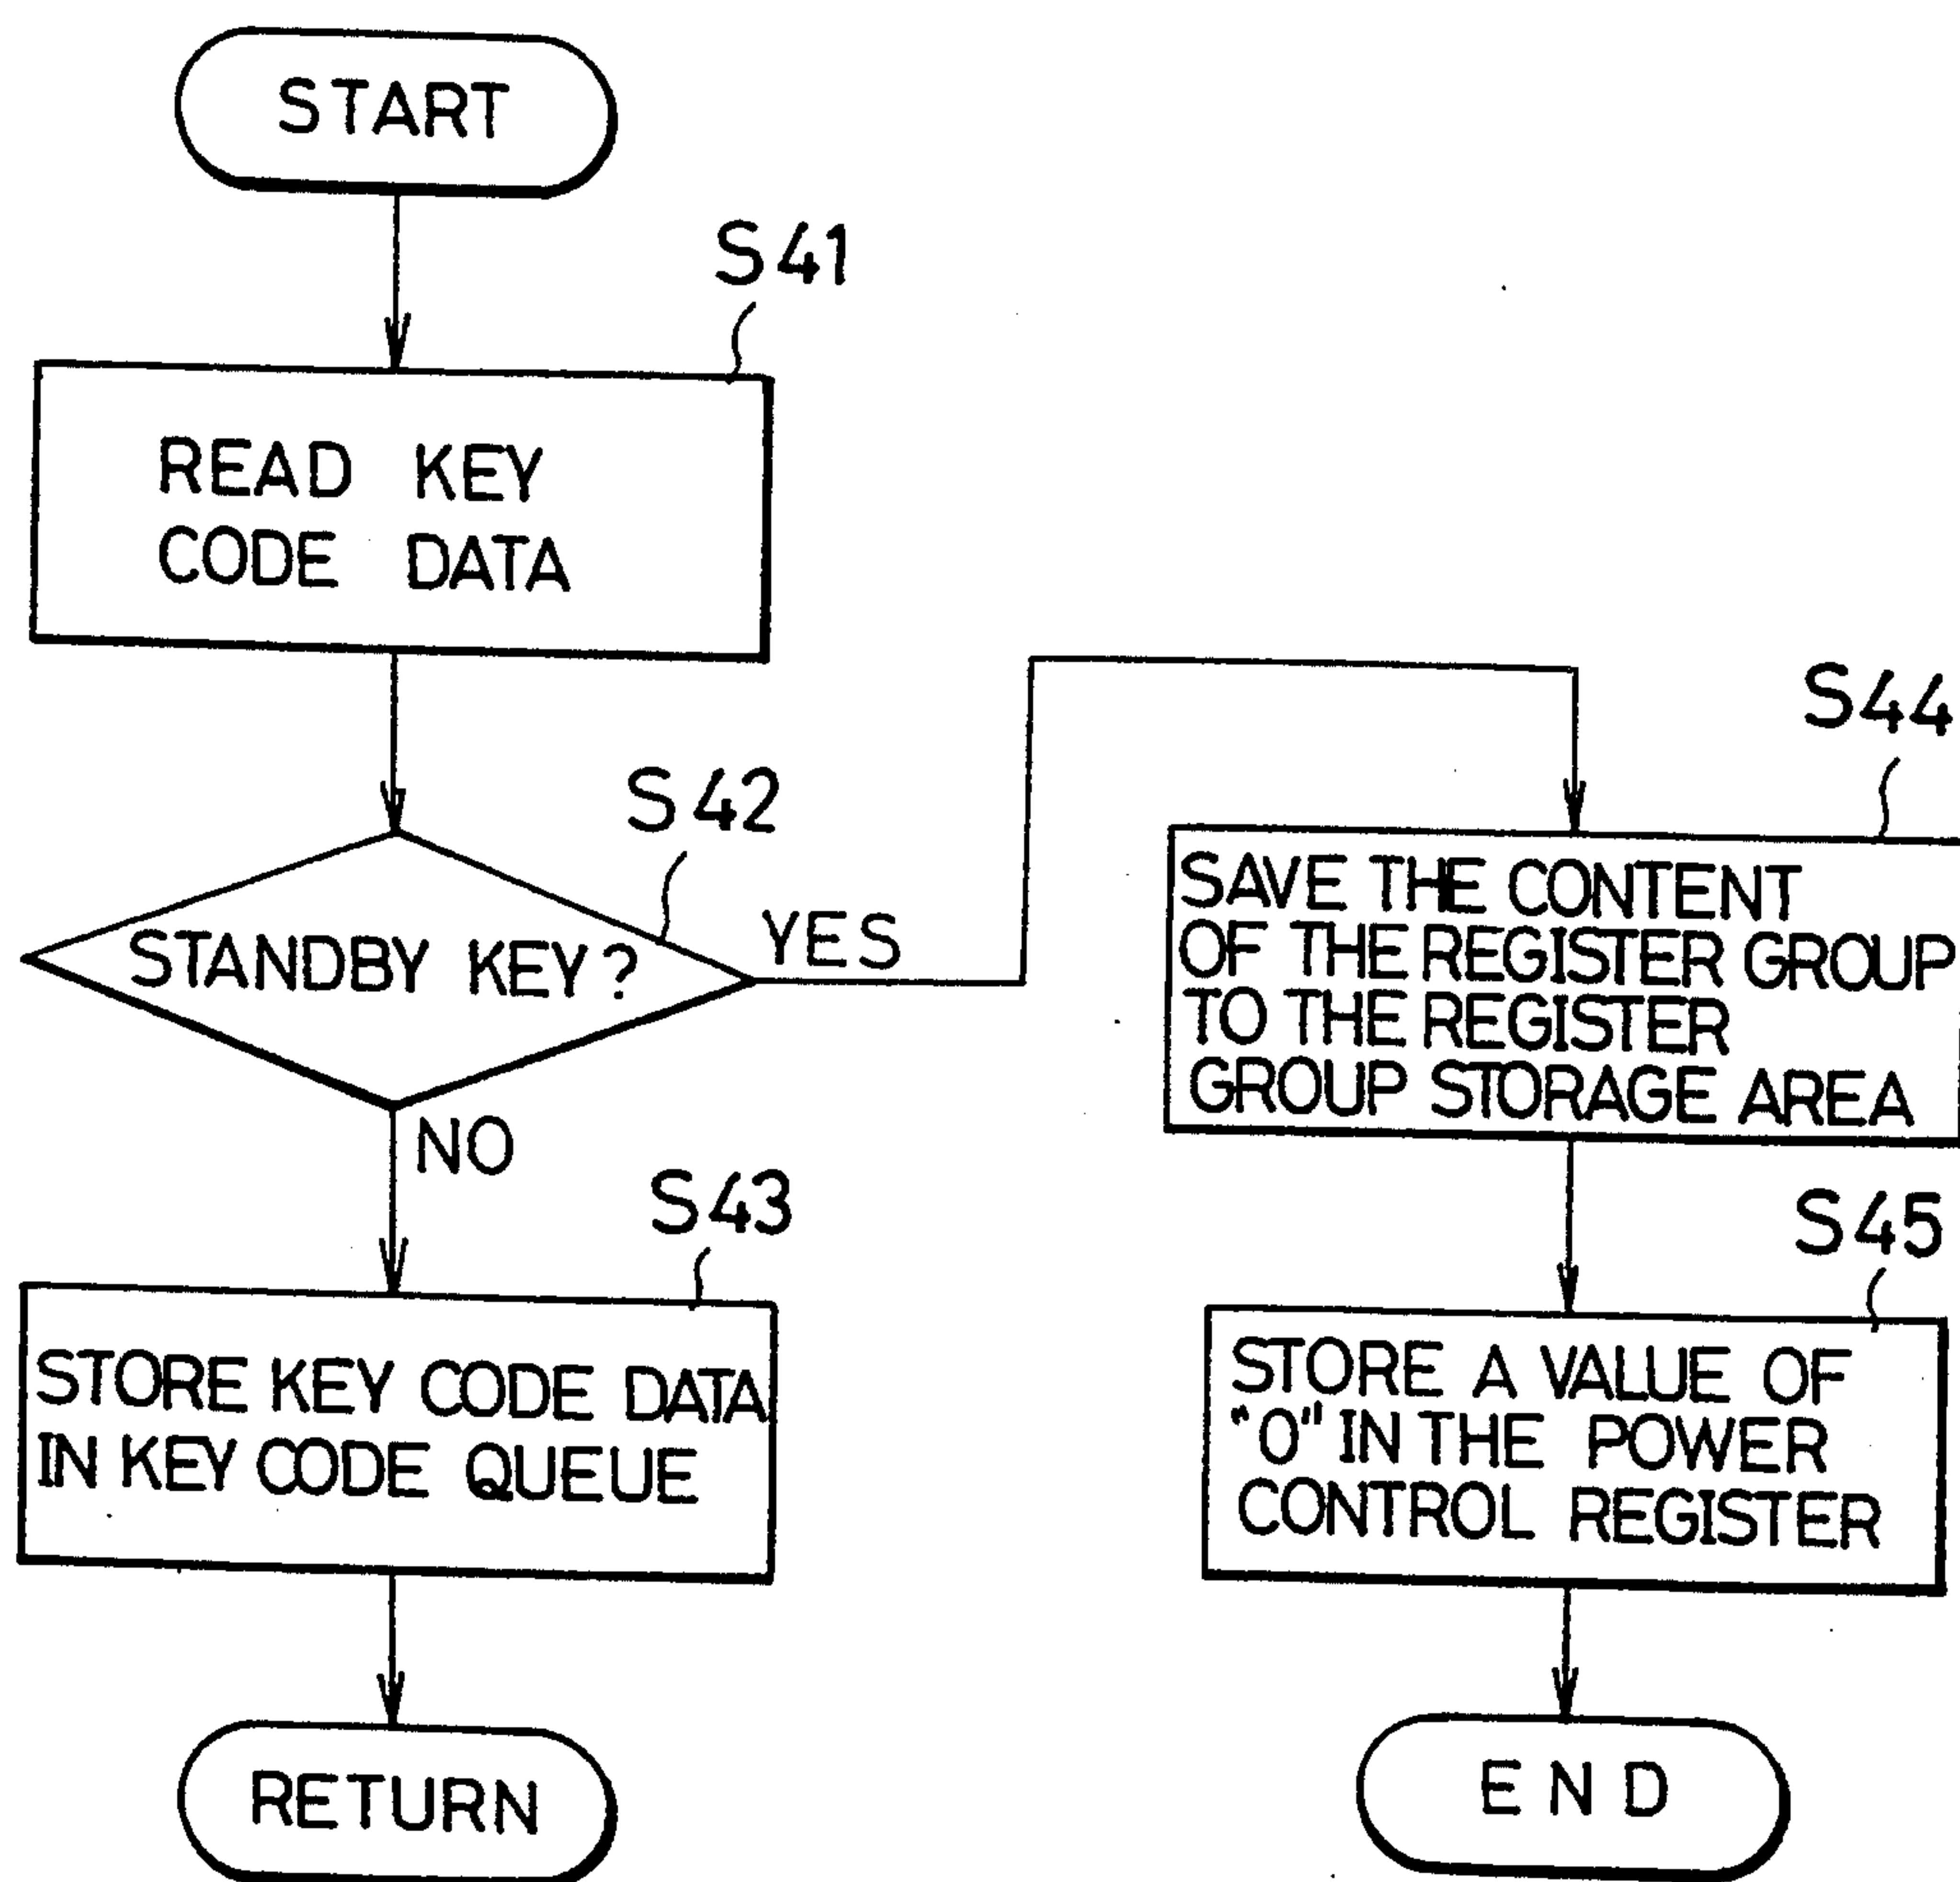 START
S41
READ KEY
CODE DATA
S42
STANDBY KEY?
YES
NO
S43
STORE KEY CODE DATA
IN KEY CODE QUEUE
RETURN
S44
SAVE THE CONTENT
OF THE REGISTER GROUP
TO THE REGISTER
GROUP STORAGE AREA
S45
STORE A VALUE OF
"0" IN THE POWER
CONTROL REGISTER
END